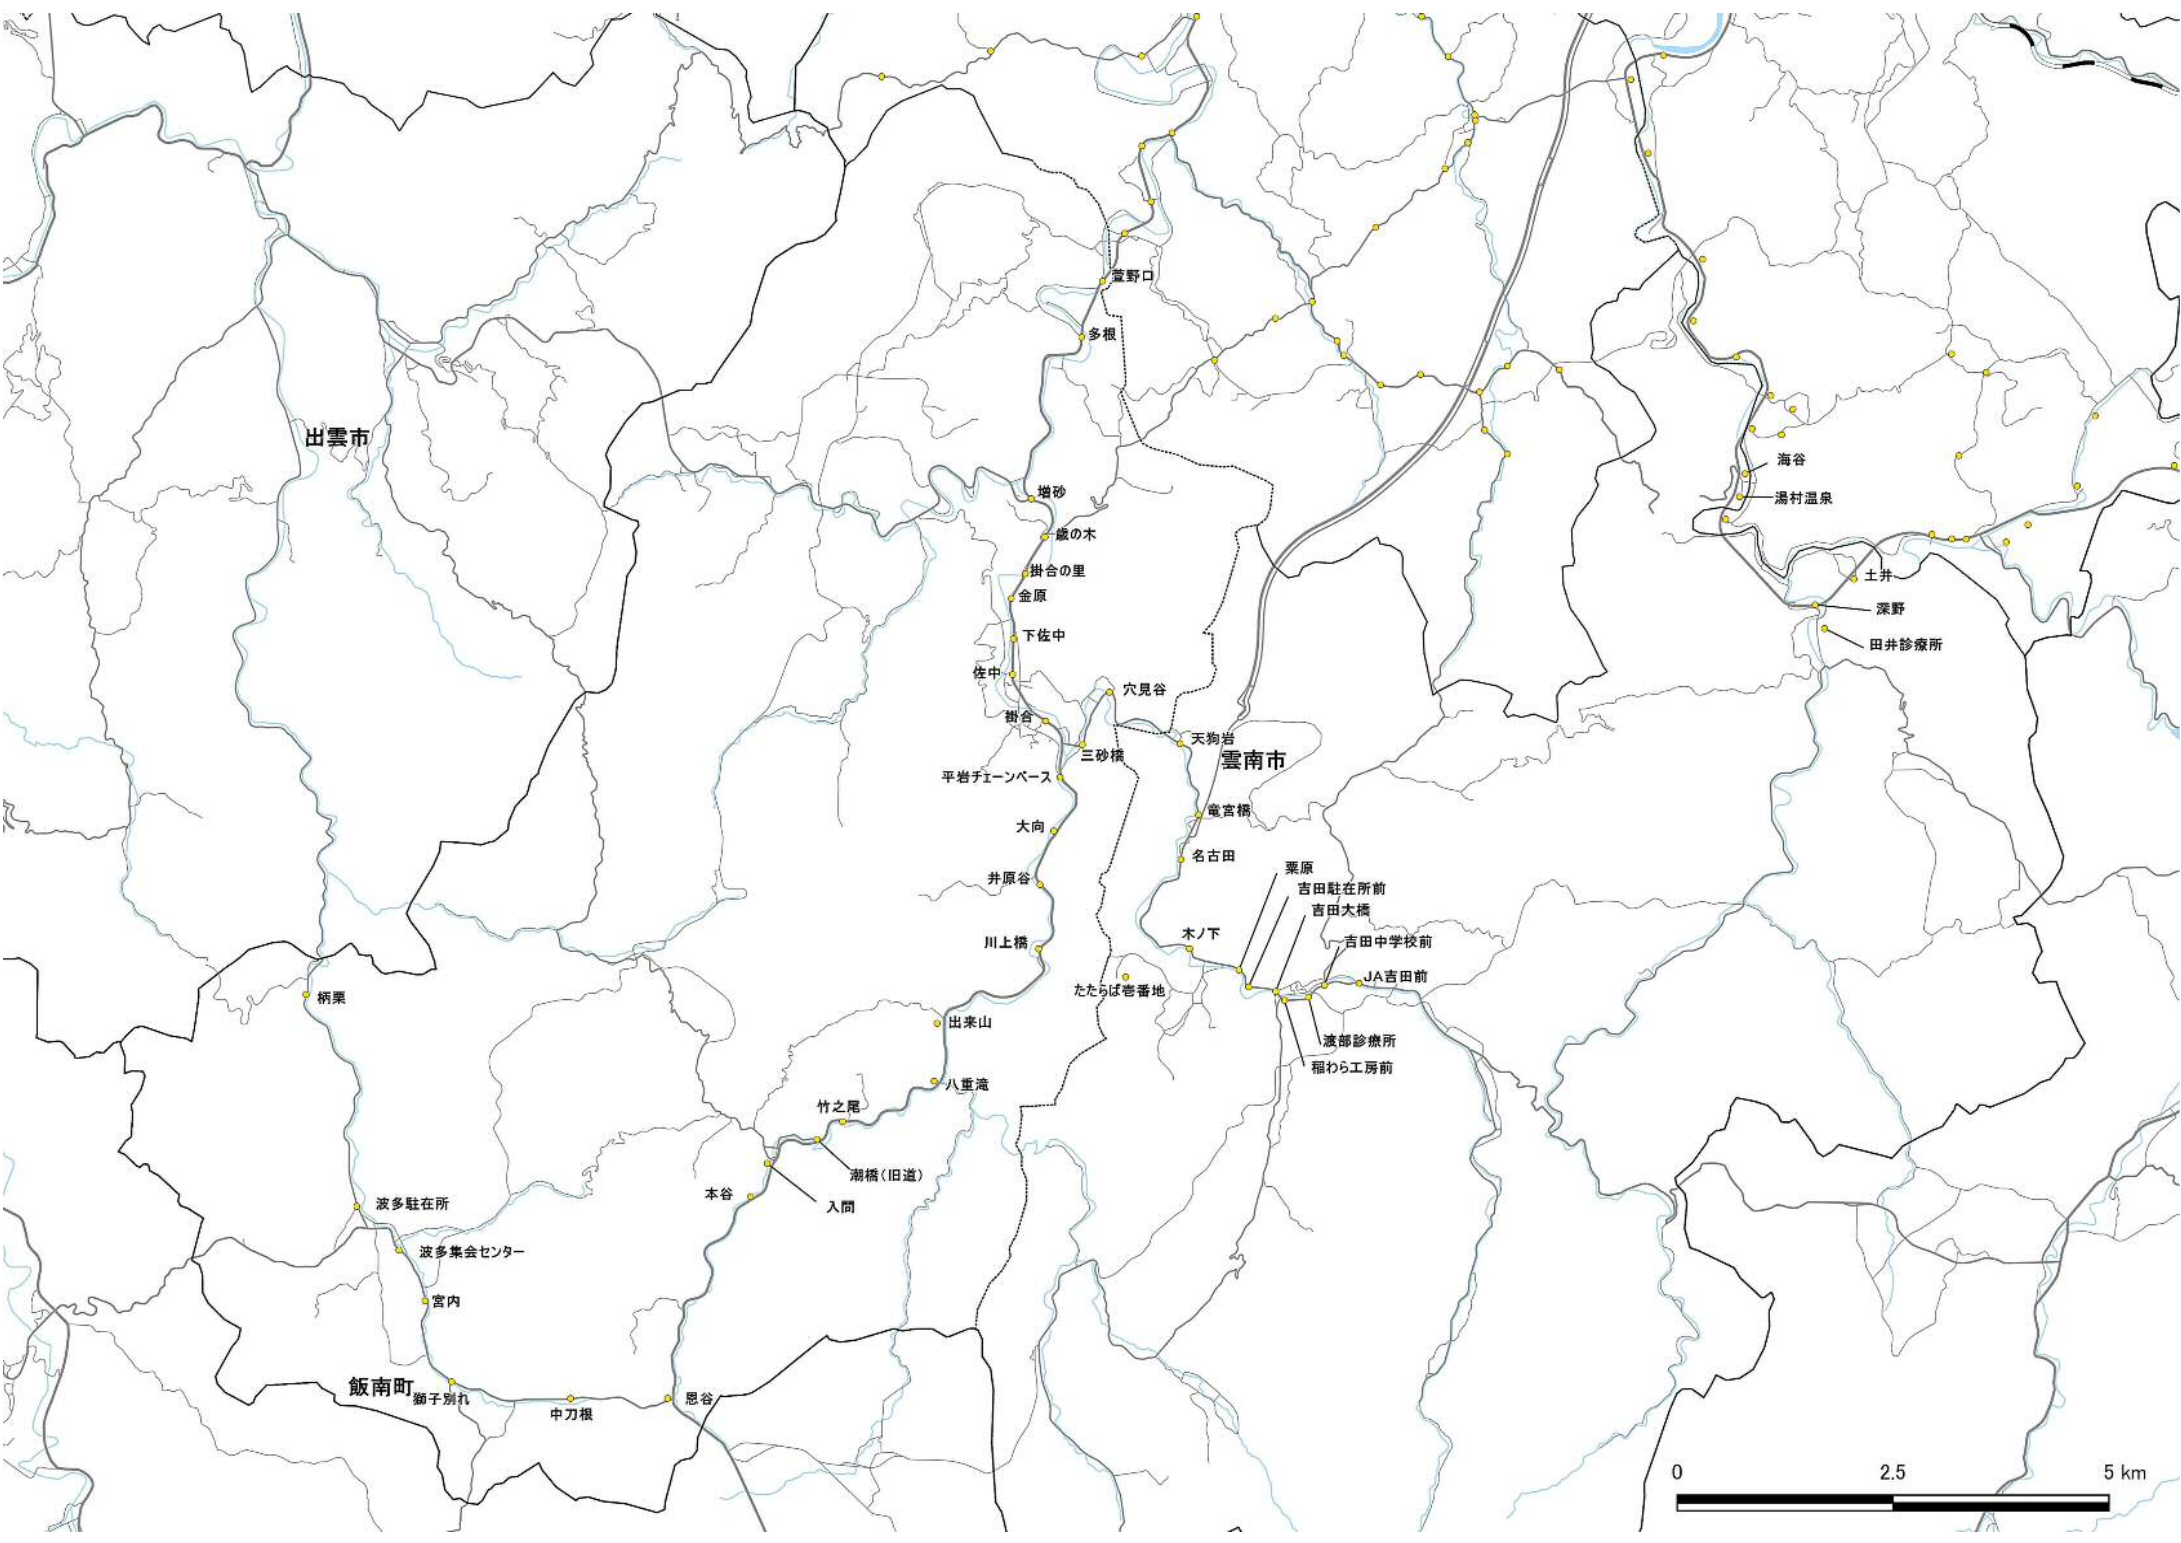 萱野口
多根
出雲市
海谷
湯村温泉
増砂
歳の木
掛合の里
土井
金原
深野
下佐中
田井診療所
佐中
穴見谷
掛合
天狗岩
三砂橋
雲南市
平岩チェーンベース
竜宮橋
大向
名古田
粟原
井原谷
吉田駐在所前
吉田大橋
木ノ下
川上橋
吉田中学校前
JA吉田前
たたらば壱番地
柄栗
出来山
渡部診療所
稲わら工房前
八重滝
竹之尾
潮橋(旧道)
本谷
入間
波多駐在所
波多集会センター
宮内
飯南町
獅子別れ
恩谷
中刀根
0 2.5 5 km